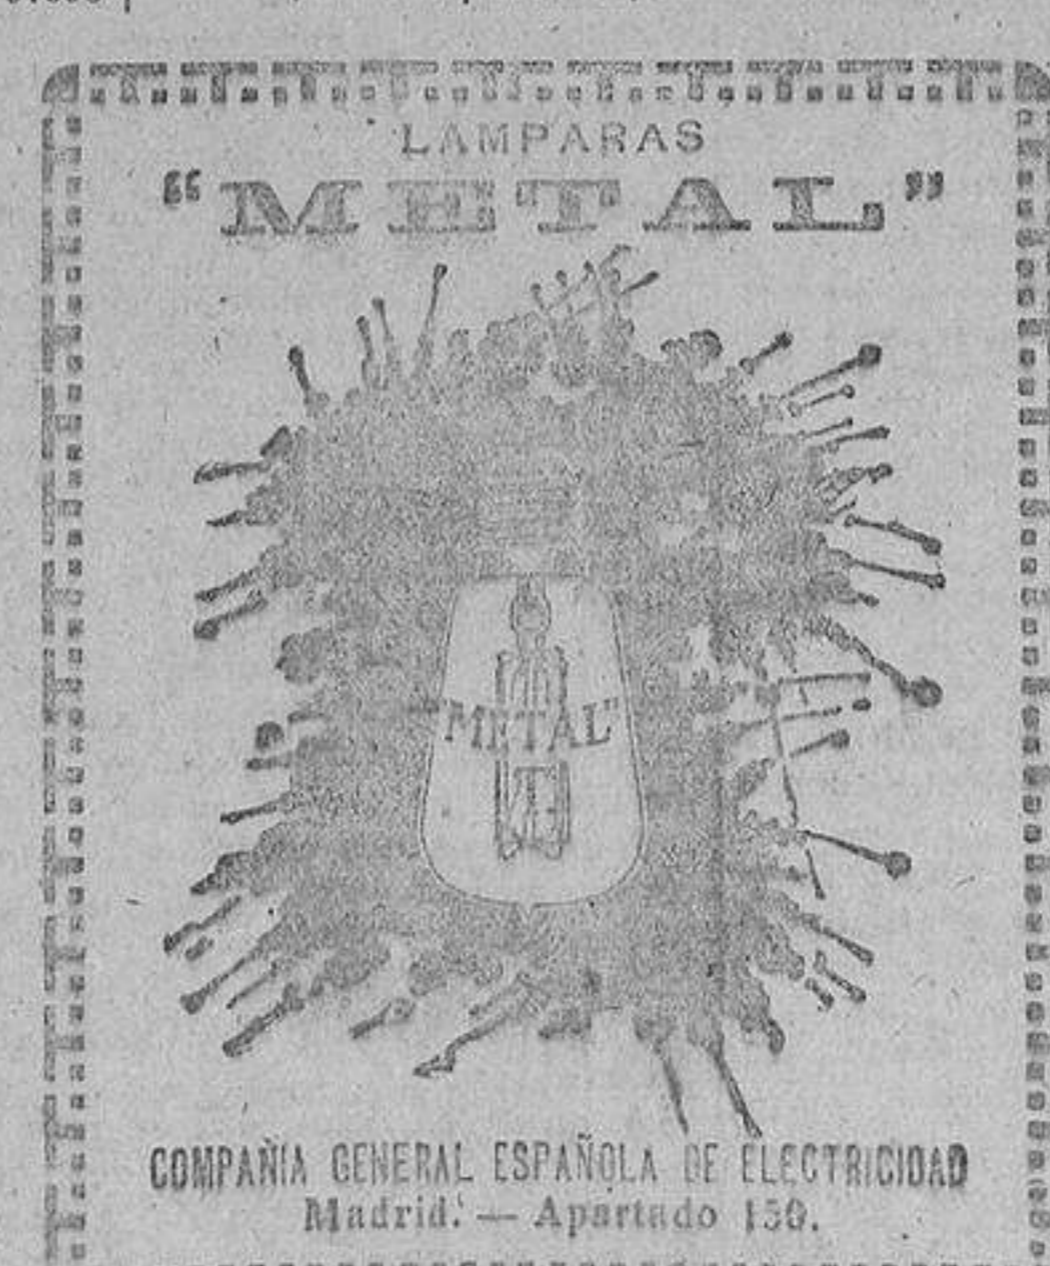 LAMPARAS
"METAL"
"METAL"
COMPAÑIA GENERAL ESPAÑOLA DE ELECTRICIDAD
Madrid. — Apartado 150.